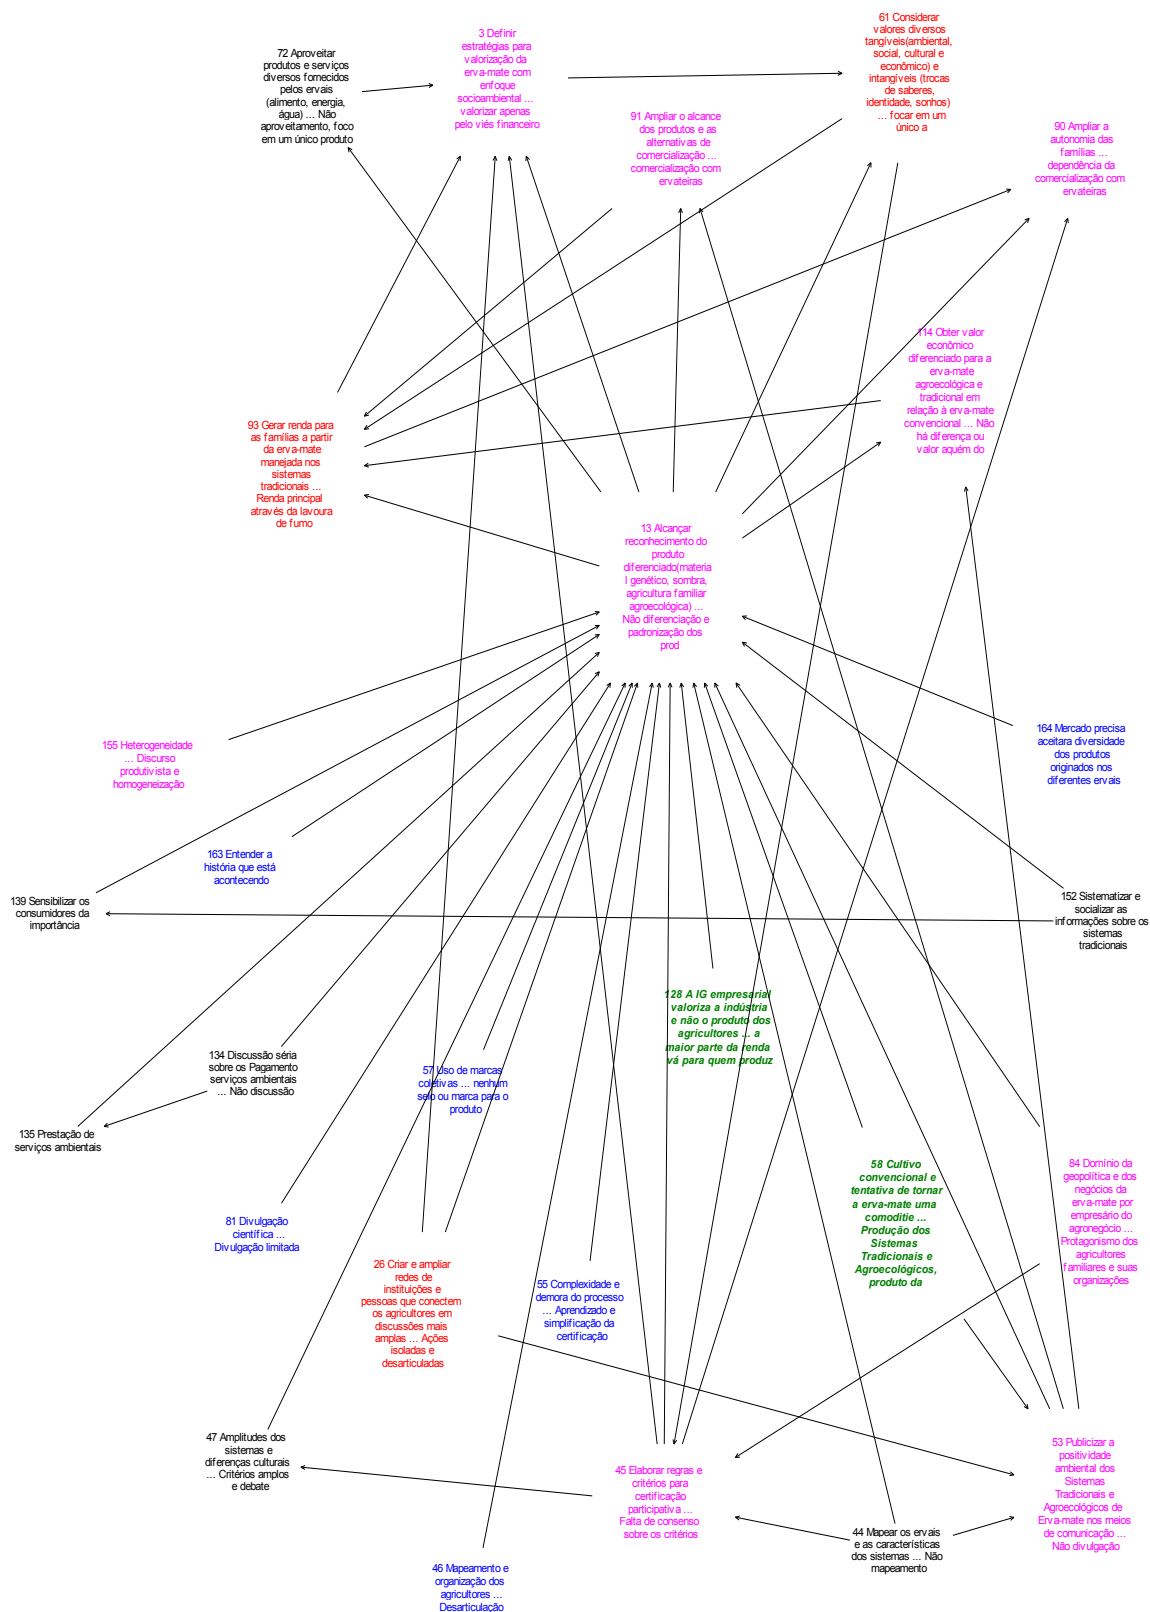 3 Definir
estratégias para
valorização da
erva-mate com
enfoque
socioambiental ...
valorizar apenas
pelo viés financeiro
61 Considerar
valores diversos
tangíveis(ambiental,
social, cultural e
econômico) e
intangíveis (trocas
de saberes,
identidade, sonhos)
... focar em um
único a
72 Aproveitar
produtos e serviços
diversos fornecidos
pelos ervais
(alimento, energia,
água) ... Não
aproveitamento, foco
em um único produto
91 Ampliar o alcance
dos produtos e as
alternativas de
comercialização ...
comercialização com
ervateiras
90 Ampliar a
autonomia das
famílias ...
dependência da
comercialização com
ervateiras
114 Obter valor
econômico
diferenciado para a
erva-mate
agroecológica e
tradicional em
relação à erva-mate
convencional ... Não
há diferença ou
valor aquém do
93 Gerar renda para
as famílias a partir
da erva-mate
manejada nos
sistemas
tradicionais ...
Renda principal
através da lavoura
de fumo
13 Alcançar
reconhecimento do
produto
diferenciado(materia
l genético, sombra,
agricultura familiar
agroecológica) ...
Não diferenciação e
padronização dos
prod
155 Heterogeneidade
... Discurso
produtivista e
homogeneização
164 Mercado precisa
aceitara diversidade
dos produtos
originados nos
diferentes ervais
163 Entender a
história que está
acontecendo
139 Sensibilizar os
consumidores da
importância
152 Sistematizar e
socializar as
informações sobre os
sistemas
tradicionais
128 A IG empresarial
valoriza a indústria
e não o produto dos
agricultores ... a
maior parte da renda
vá para quem produz
134 Discussão séria
sobre os Pagamento
serviços ambientais
... Não discussão
57 Uso de marcas
coletivas ... nenhum
selo ou marca para o
produto
135 Prestação de
serviços ambientais
58 Cultivo
convencional e
tentativa de tornar
a erva-mate uma
comoditie ...
Produção dos
Sistemas
Tradicionais e
Agroecológicos,
produto da
84 Domínio da
geopolítica e dos
negócios da
erva-mate por
empresário do
agronegócio ...
Protagonismo dos
agricultores
familiares e suas
organizações
81 Divulgação
científica ...
Divulgação limitada
26 Criar e ampliar
redes de
instituições e
pessoas que conectem
os agricultores em
discussões mais
amplas ... Ações
isoladas e
desarticuladas
55 Complexidade e
demora do processo
... Aprendizado e
simplificação da
certificação
47 Amplitudes dos
sistemas e
diferenças culturais
... Critérios amplos
e debate
45 Elaborar regras e
critérios para
certificação
participativa ...
Falta de consenso
sobre os critérios
53 Publicizar a
positividade
ambiental dos
Sistemas
Tradicionais e
Agroecológicos de
Erva-mate nos meios
de comunicação ...
Não divulgação
44 Mapear os ervais
e as características
dos sistemas ... Não
mapeamento
46 Mapeamento e
organização dos
agricultores ...
Desarticulação